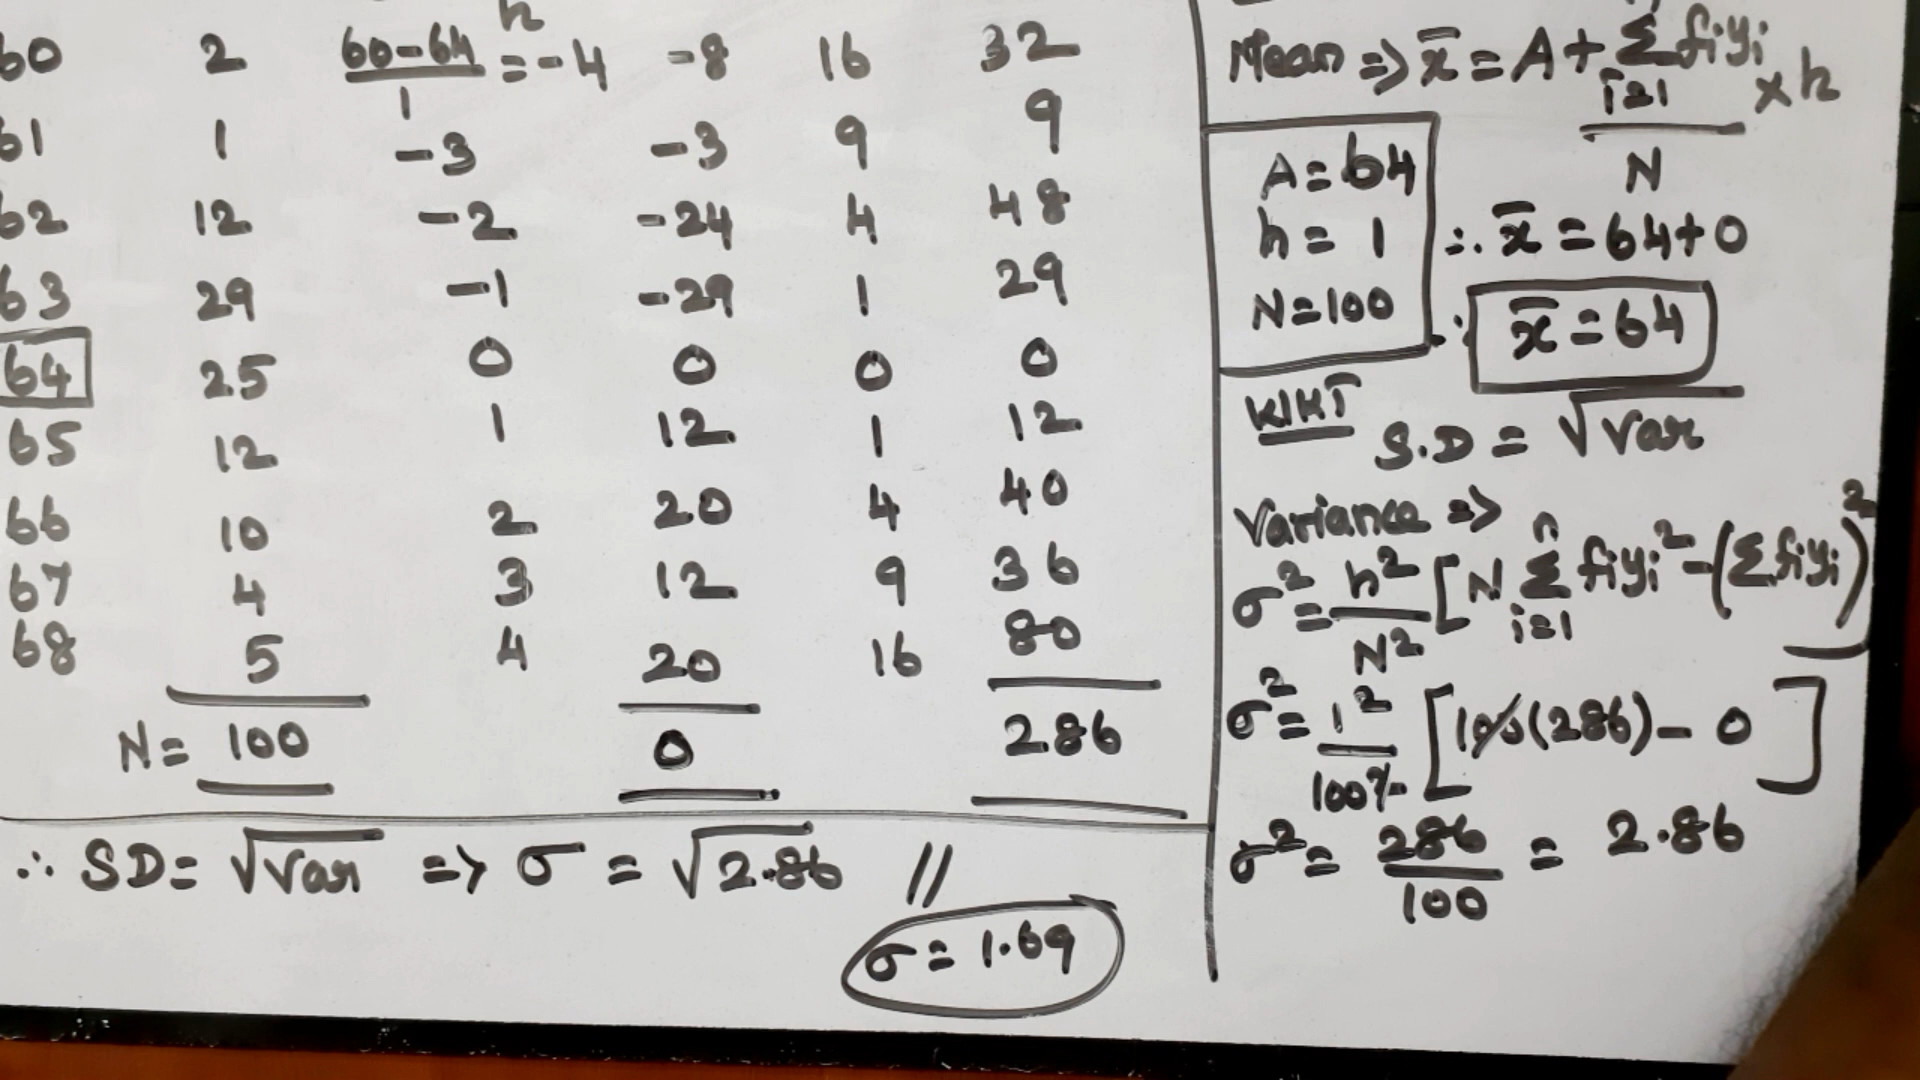 h
60 2 60-64/1 = -4 -8 16 32
61 1 -3 -3 9 9
62 12 -2 -24 4 48
63 29 -1 -29 1 29
64 25 0 0 0 0
65 12 1 12 1 12
66 10 2 20 4 40
67 4 3 12 9 36
68 5 4 20 16 80
N= 100 0 286
∴ SD= √Var => σ = √2.86 //
σ = 1.69
Mean => x̄ = A + Σ fiyi × h
i=1
N
A = 64
h = 1
N = 100
∴ x̄ = 64+0
∴ x̄ = 64
WKT
S.D = √Var
Variance =>
σ² = h²/N² [N Σ fiyi² - (Σfiyi)²]
n
i=1
σ² = 1²/100² [100(286) - 0]
σ² = 286/100 = 2.86